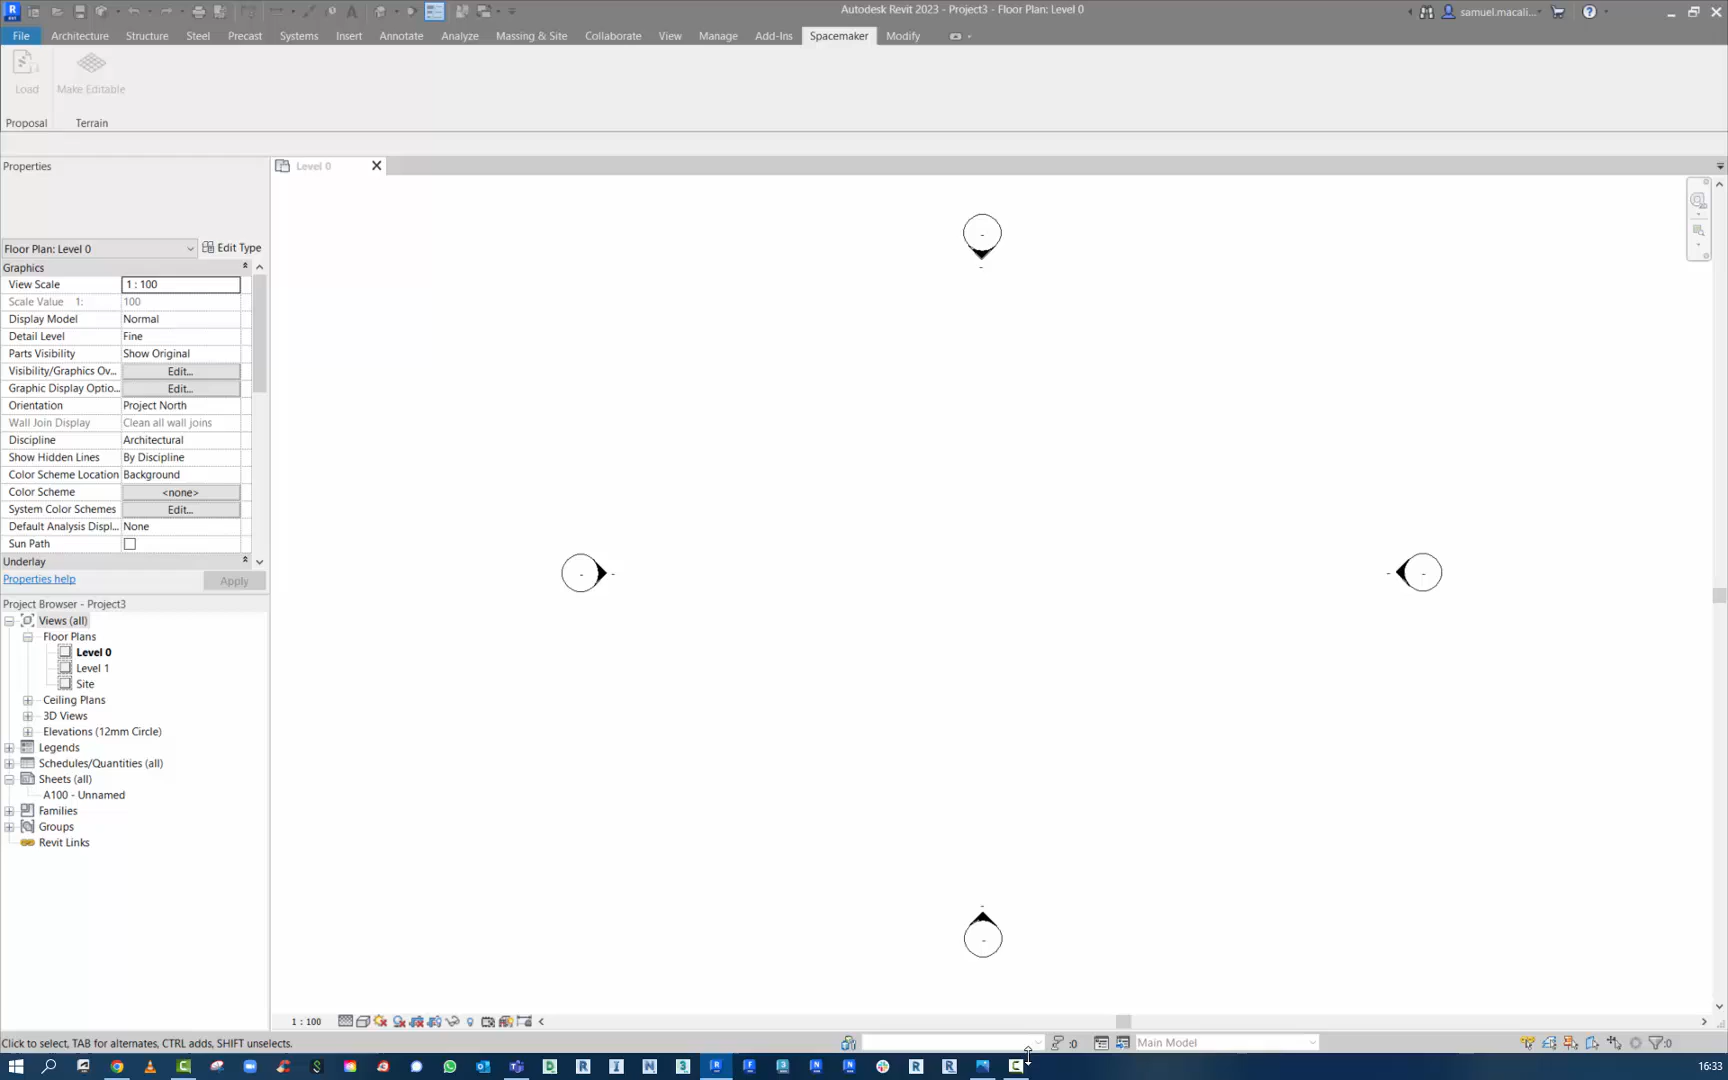 Autodesk Revit 2023 - Project3 - Floor Plan: Level 0
samuel.macali...
File Architecture Structure Steel Precast Systems Insert Annotate Analyze Massing & Site Collaborate View Manage Add-Ins Spacemaker Modify
Load Make Editable
Proposal Terrain
Properties
Level 0
Floor Plan: Level 0 Edit Type
Graphics
View Scale 1 : 100
Scale Value 1: 100
Display Model Normal
Detail Level Fine
Parts Visibility Show Original
Visibility/Graphics Ov... Edit...
Graphic Display Optio... Edit...
Orientation Project North
Wall Join Display Clean all wall joins
Discipline Architectural
Show Hidden Lines By Discipline
Color Scheme Location Background
Color Scheme <none>
System Color Schemes Edit...
Default Analysis Displ... None
Sun Path
Underlay
Properties help Apply
Project Browser - Project3
Views (all)
Floor Plans
Level 0
Level 1
Site
Ceiling Plans
3D Views
Elevations (12mm Circle)
Legends
Schedules/Quantities (all)
Sheets (all)
A100 - Unnamed
Families
Groups
Revit Links
1 : 100
Click to select, TAB for alternates, CTRL adds, SHIFT unselects.
:0
Main Model
:0
16:33